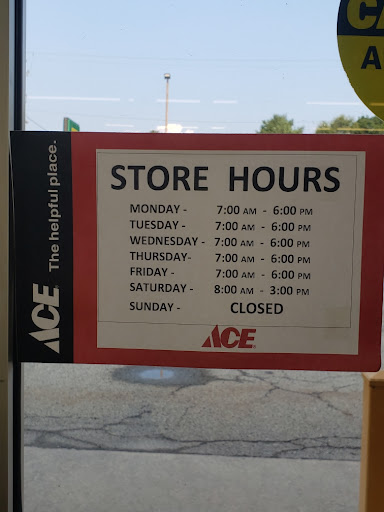 STORE HOURS
MONDAY - 7:00 AM - 6:00 PM
TUESDAY - 7:00 AM - 6:00 PM
WEDNESDAY - 7:00 AM - 6:00 PM
THURSDAY- 7:00 AM - 6:00 PM
FRIDAY - 7:00 AM - 6:00 PM
SATURDAY - 8:00 AM - 3:00 PM
SUNDAY - CLOSED
ACE
ACE The helpful place.